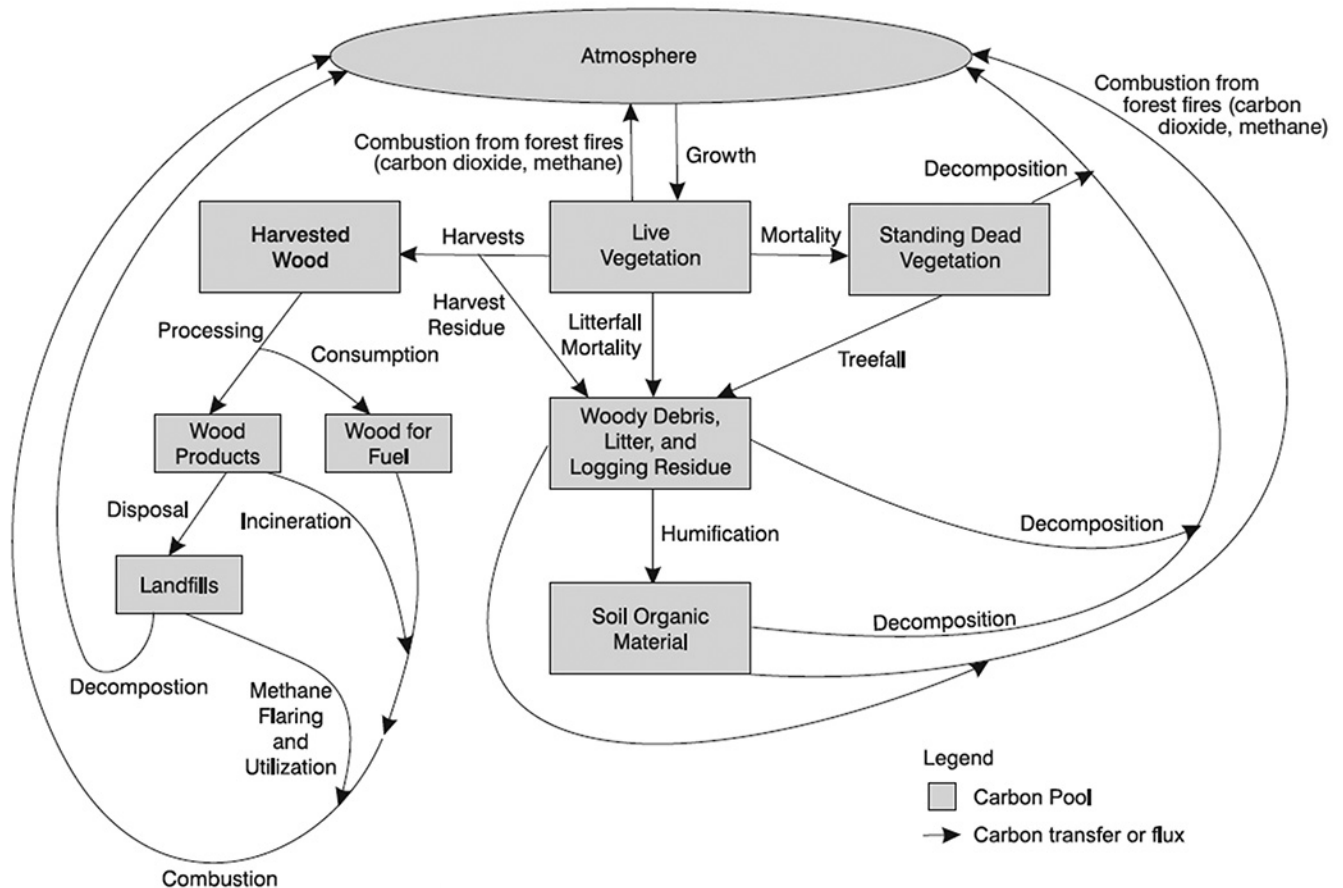 Atmosphere
Combustion from
forest fires (carbon
dioxide, methane)
Combustion from forest fires
(carbon dioxide, methane)
Growth
Decomposition
Harvested
Wood
Harvests
Live
Vegetation
Mortality
Standing Dead
Vegetation
Harvest
Residue
Litterfall
Mortality
Treefall
Processing
Consumption
Wood
Products
Wood for
Fuel
Woody Debris,
Litter, and
Logging Residue
Disposal
Incineration
Humification
Decomposition
Landfills
Soil Organic
Material
Decomposition
Decompostion
Methane
Flaring
and
Utilization
Combustion
Legend
Carbon Pool
Carbon transfer or flux